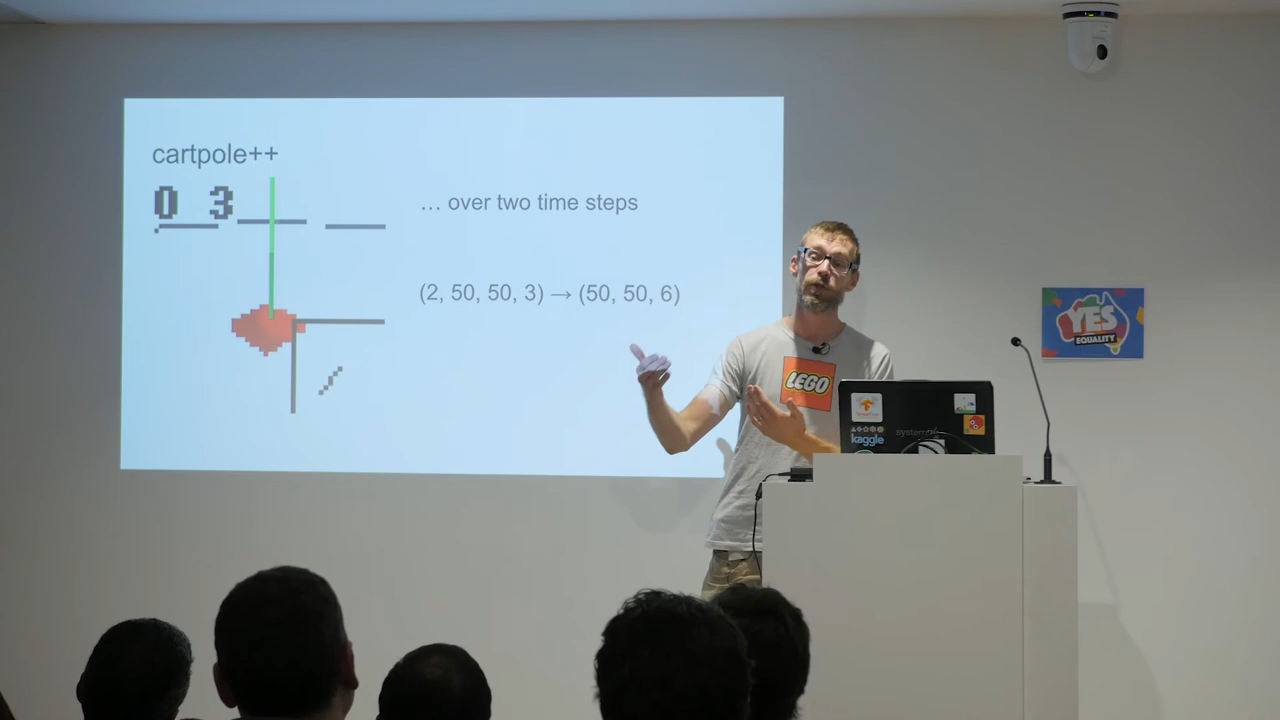 cartpole++
0 3
... over two time steps
(2, 50, 50, 3) → (50, 50, 6)
LEGO
kaggle
YES
EQUALITY